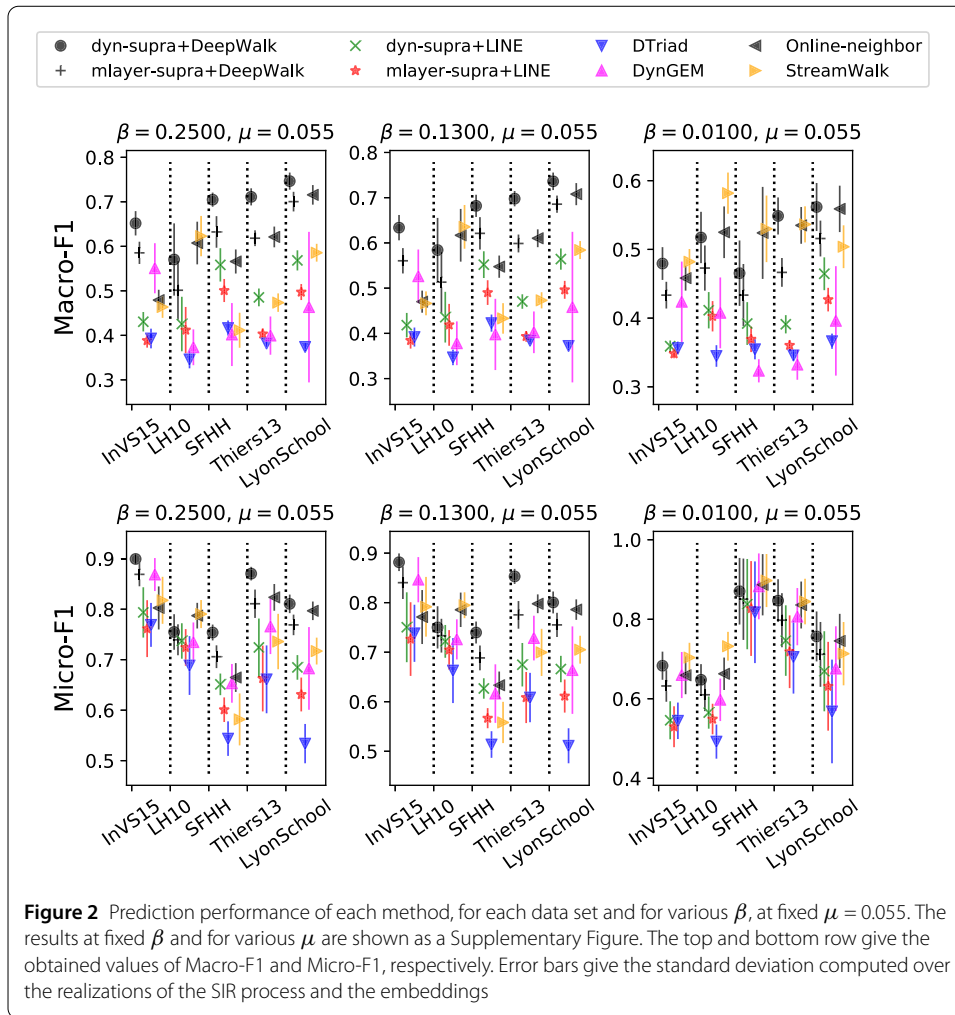 dyn-supra+DeepWalk dyn-supra+LINE DTriad Online-neighbor
mlayer-supra+DeepWalk mlayer-supra+LINE DynGEM StreamWalk
β = 0.2500, μ = 0.055 β = 0.1300, μ = 0.055 β = 0.0100, μ = 0.055
Macro-F1
0.8
0.7
0.6
0.5
0.4
0.3
0.8
0.7
0.6
0.5
0.4
0.3
0.6
0.5
0.4
0.3
InVS15 LH10 SFHH Thiers13 LyonSchool
InVS15 LH10 SFHH Thiers13 LyonSchool
InVS15 LH10 SFHH Thiers13 LyonSchool
β = 0.2500, μ = 0.055 β = 0.1300, μ = 0.055 β = 0.0100, μ = 0.055
Micro-F1
0.9
0.8
0.7
0.6
0.5
0.9
0.8
0.7
0.6
0.5
1.0
0.8
0.6
0.4
InVS15 LH10 SFHH Thiers13 LyonSchool
InVS15 LH10 SFHH Thiers13 LyonSchool
InVS15 LH10 SFHH Thiers13 LyonSchool
Figure 2 Prediction performance of each method, for each data set and for various β, at fixed μ = 0.055. The
results at fixed β and for various μ are shown as a Supplementary Figure. The top and bottom row give the
obtained values of Macro-F1 and Micro-F1, respectively. Error bars give the standard deviation computed over
the realizations of the SIR process and the embeddings